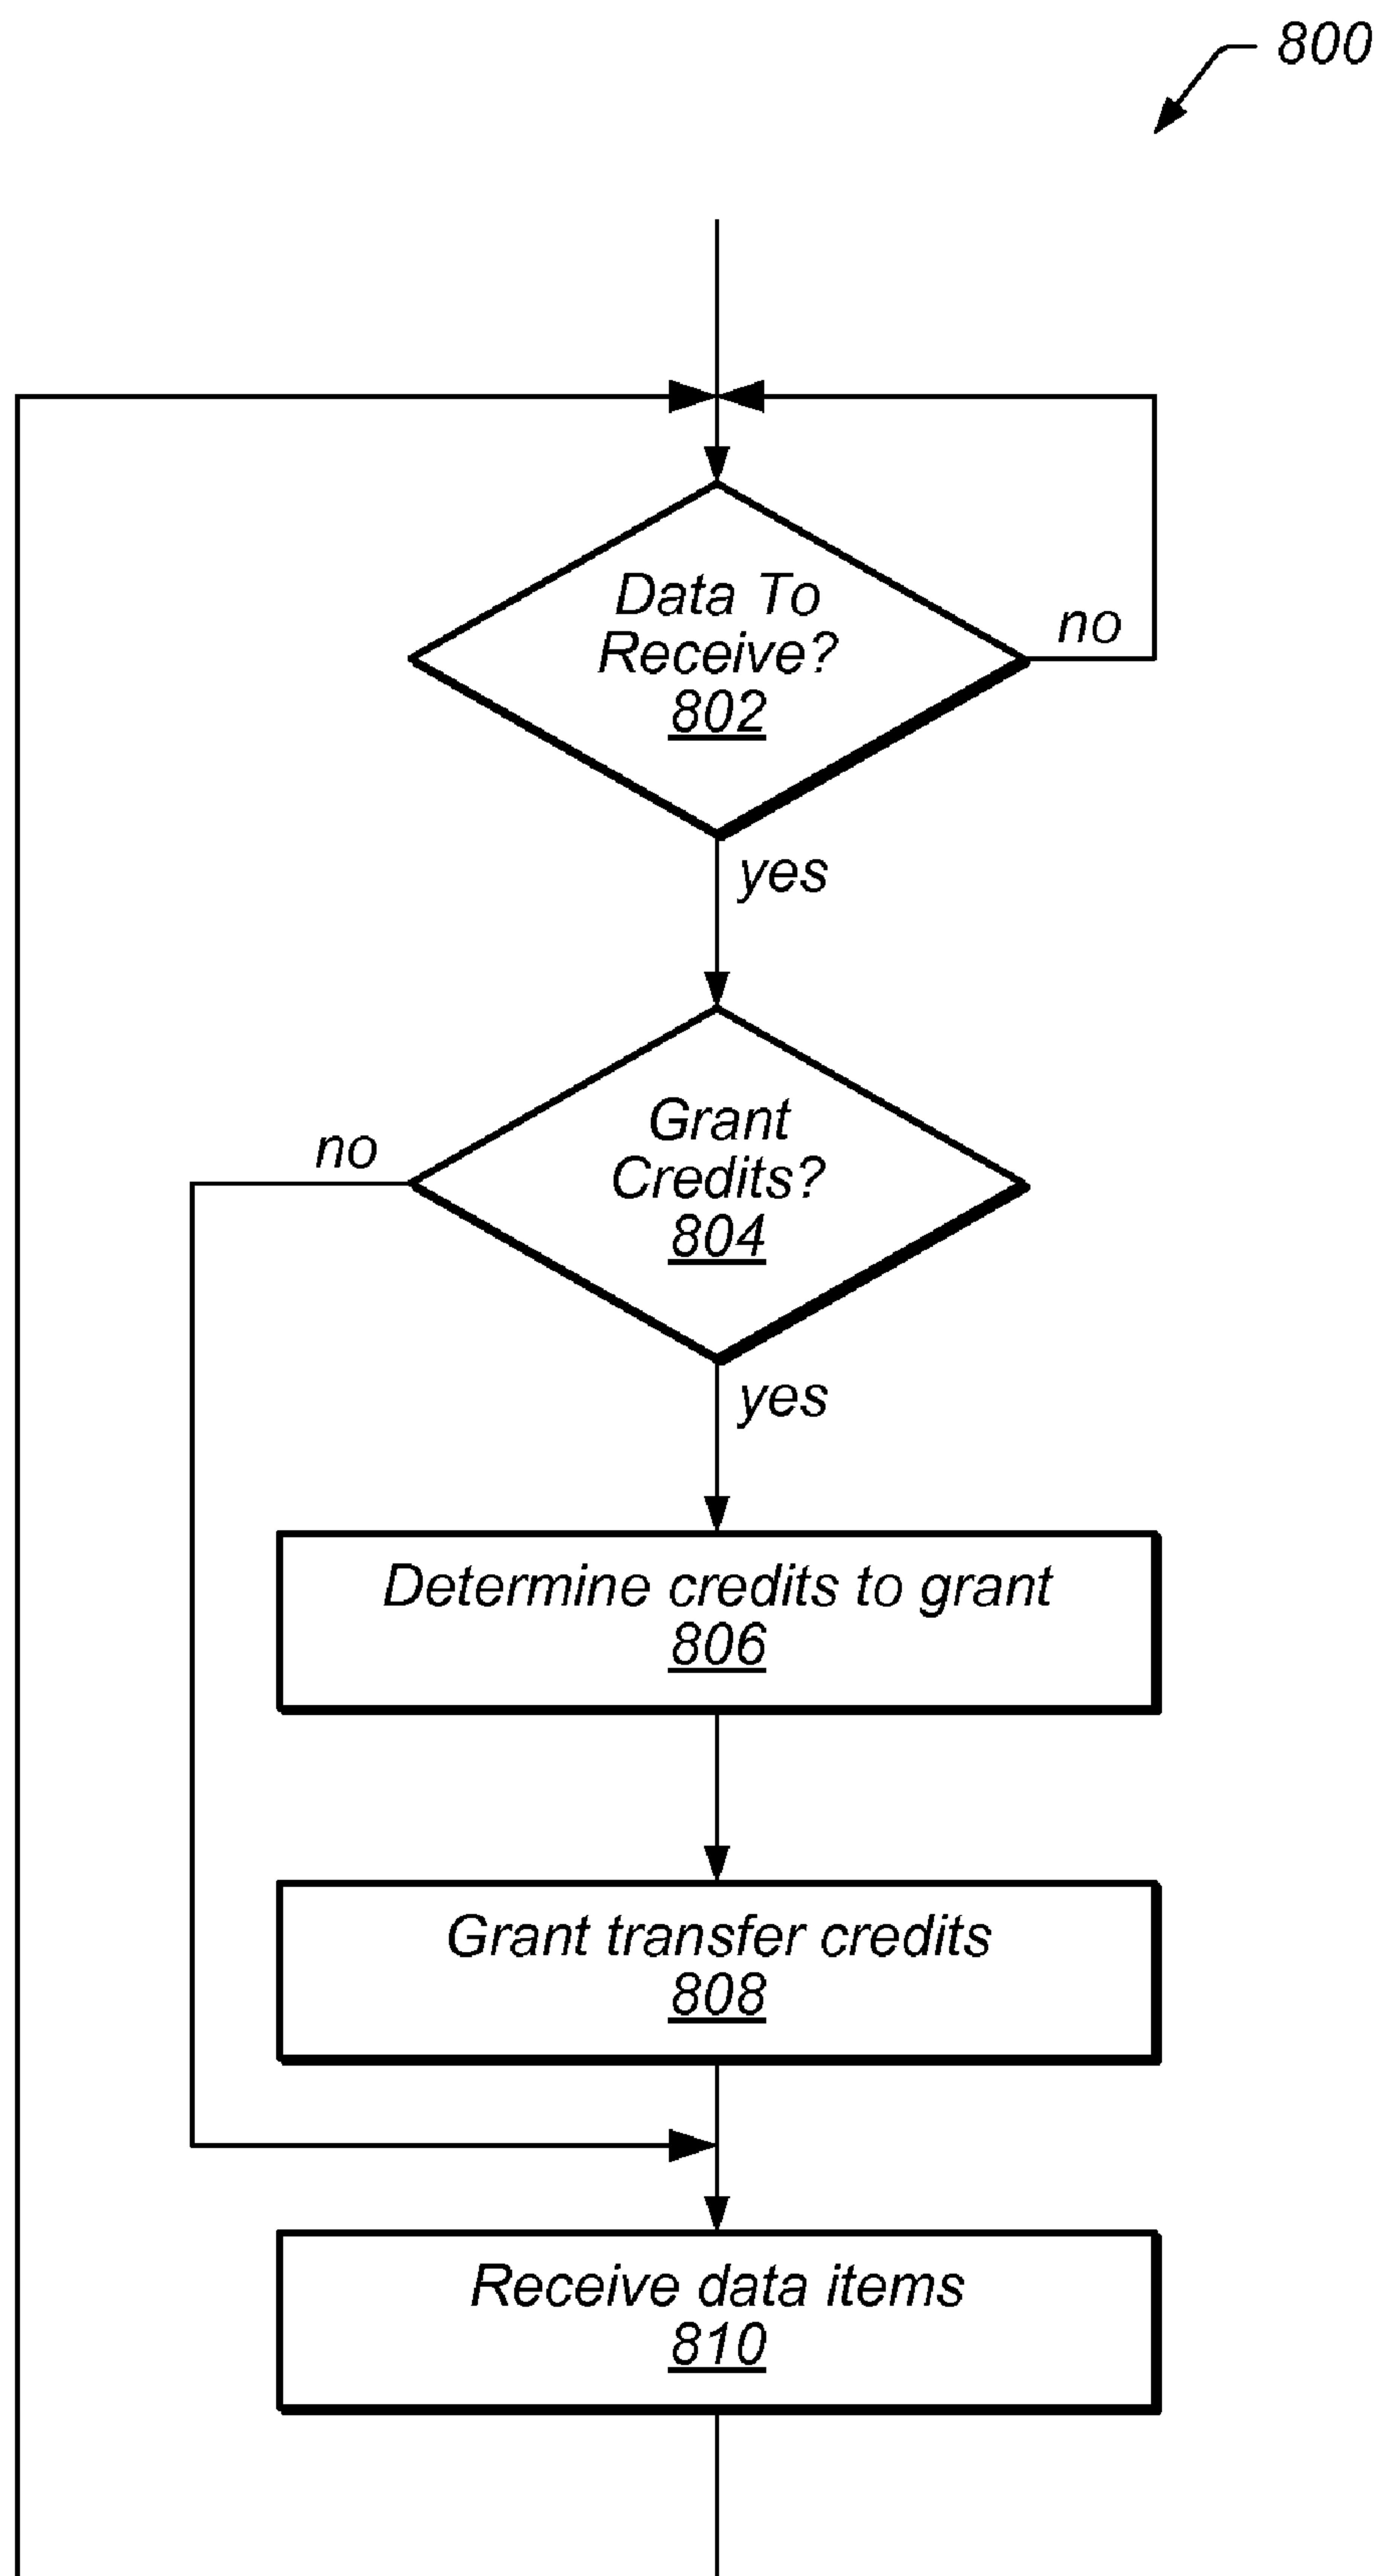 800
Data To
Receive?
802
no
yes
Grant
Credits?
804
no
yes
Determine credits to grant
806
Grant transfer credits
808
Receive data items
810